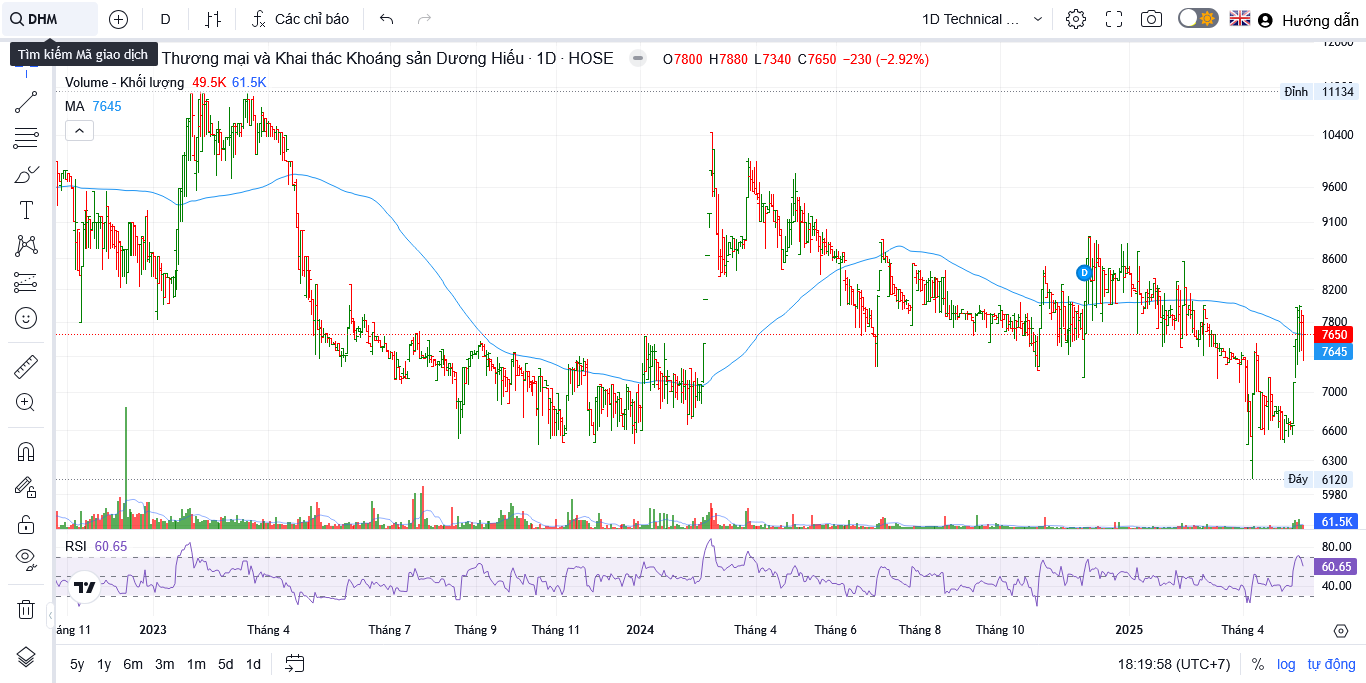 DHM
D
Các chỉ báo
1D Technical ...
Hướng dẫn
Tìm kiếm Mã giao dịch
Thương mại và Khai thác Khoáng sản Dương Hiếu · 1D · HOSE
O7800 H7880 L7340 C7650 −230 (−2.92%)
Volume - Khối lượng 49.5K 61.5K
MA 7645
Đỉnh 11134
10400
9600
9100
8600
8200
D
7800
7650
7645
7000
6600
6300
Đáy 6120
5980
61.5K
RSI 60.65
80.00
60.65
40.00
áng 11 2023 Tháng 4 Tháng 7 Tháng 9 Tháng 11 2024 Tháng 4 Tháng 6 Tháng 8 Tháng 10 2025 Tháng 4
5y 1y 6m 3m 1m 5d 1d
18:19:58 (UTC+7) % log tự động